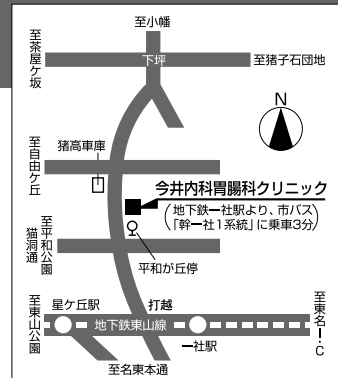 至小幡
至茶屋ケ坂
下坪
至猪子石団地
N
至自由ケ丘
猪高車庫
今井内科胃腸科クリニック
(地下鉄一社駅より、市バス
「幹一社1系統」に乗車3分)
至平和公園
猫洞通
平和が丘停
至東山公園
星ケ丘駅
打越
地下鉄東山線
一社駅
至東名I・C
至名東本通